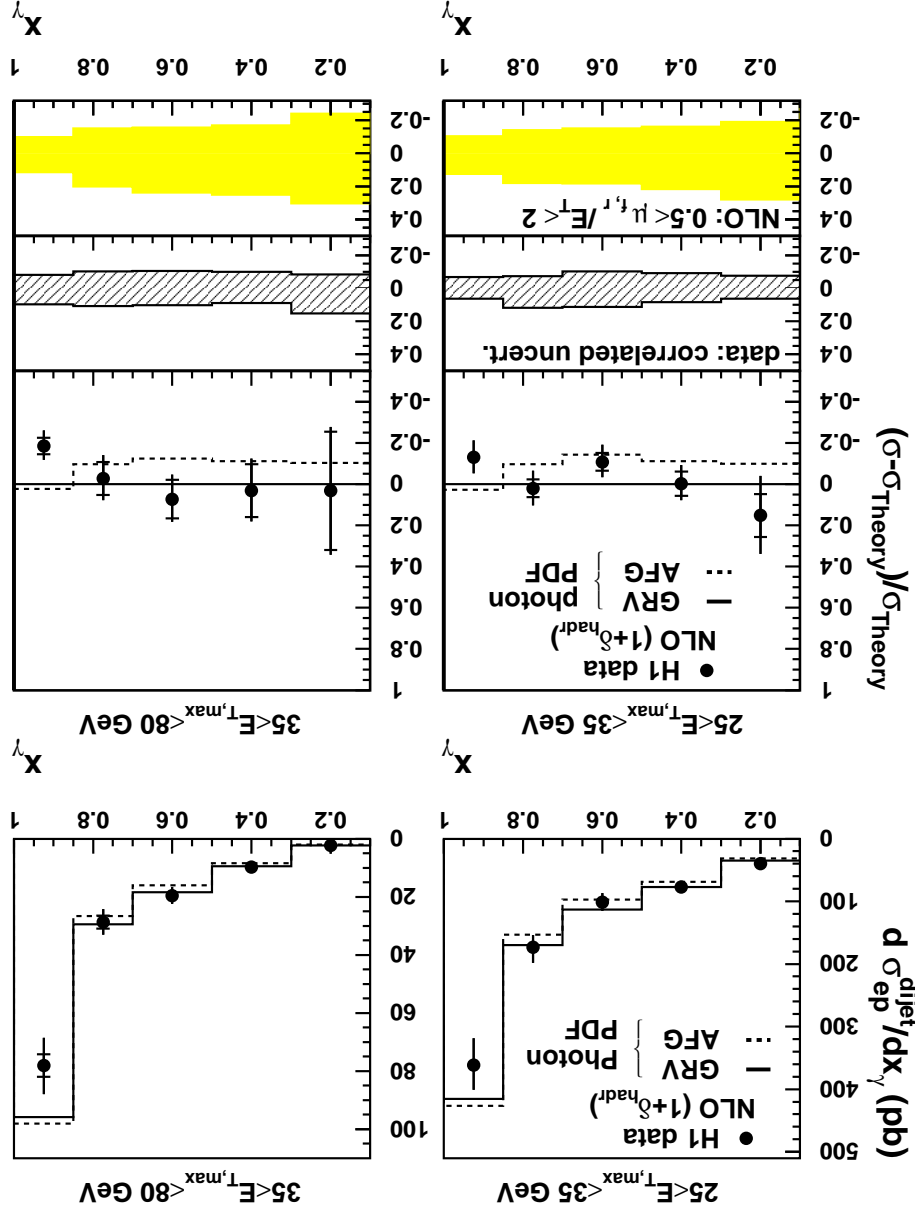 25<E_T,max<35 GeV
35<E_T,max<80 GeV
d σ_ep^dijet/dx_γ (pb)
500
400
300
200
100
0
H1 data
NLO (1+δ_hadr)
GRV
AFG
Photon
PDF
100
80
60
40
20
0
0.2
0.4
0.6
0.8
1
x_γ
0.2
0.4
0.6
0.8
1
x_γ
25<E_T,max<35 GeV
35<E_T,max<80 GeV
(σ-σ_Theory)/σ_Theory
1
0.8
0.6
0.4
0.2
0
-0.2
-0.4
H1 data
NLO (1+δ_hadr)
GRV
AFG
photon
PDF
1
0.8
0.6
0.4
0.2
0
-0.2
-0.4
0.4
0.2
0
-0.2
data: correlated uncert.
0.4
0.2
0
-0.2
0.4
0.2
0
-0.2
NLO: 0.5< μ_f, r /E_T< 2
0.4
0.2
0
-0.2
0.2
0.4
0.6
0.8
1
x_γ
0.2
0.4
0.6
0.8
1
x_γ